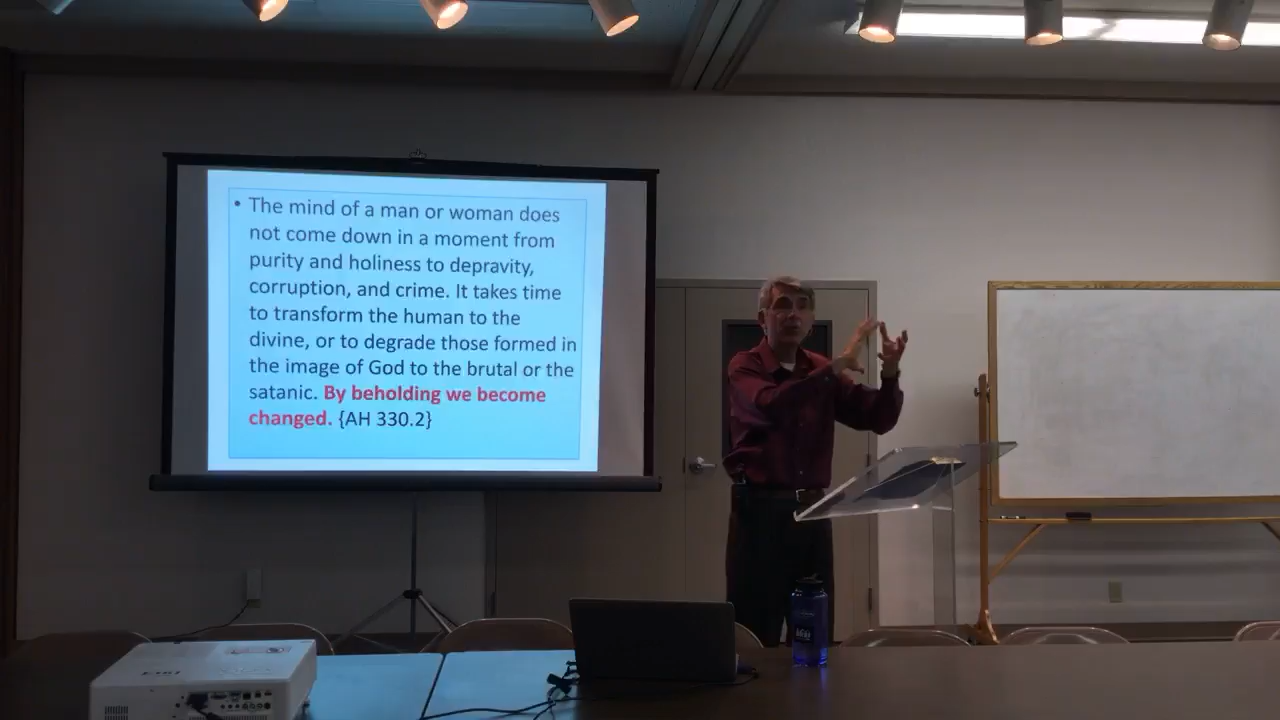 • The mind of a man or woman does
not come down in a moment from
purity and holiness to depravity,
corruption, and crime. It takes time
to transform the human to the
divine, or to degrade those formed in
the image of God to the brutal or the
satanic. By beholding we become
changed. {AH 330.2}